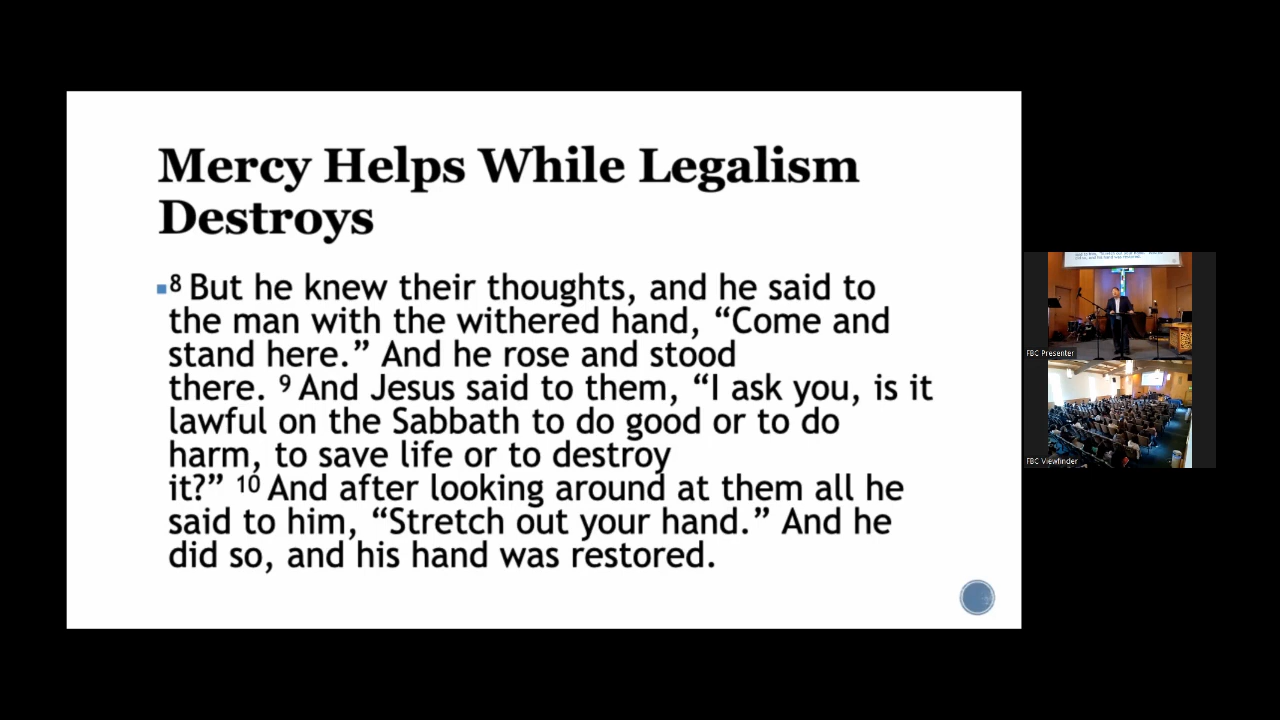 Mercy Helps While Legalism
Destroys
8 But he knew their thoughts, and he said to
the man with the withered hand, “Come and
stand here.” And he rose and stood
there. 9 And Jesus said to them, “I ask you, is it
lawful on the Sabbath to do good or to do
harm, to save life or to destroy
it?” 10 And after looking around at them all he
said to him, “Stretch out your hand.” And he
did so, and his hand was restored.
FBC Presenter
FBC Viewfinder